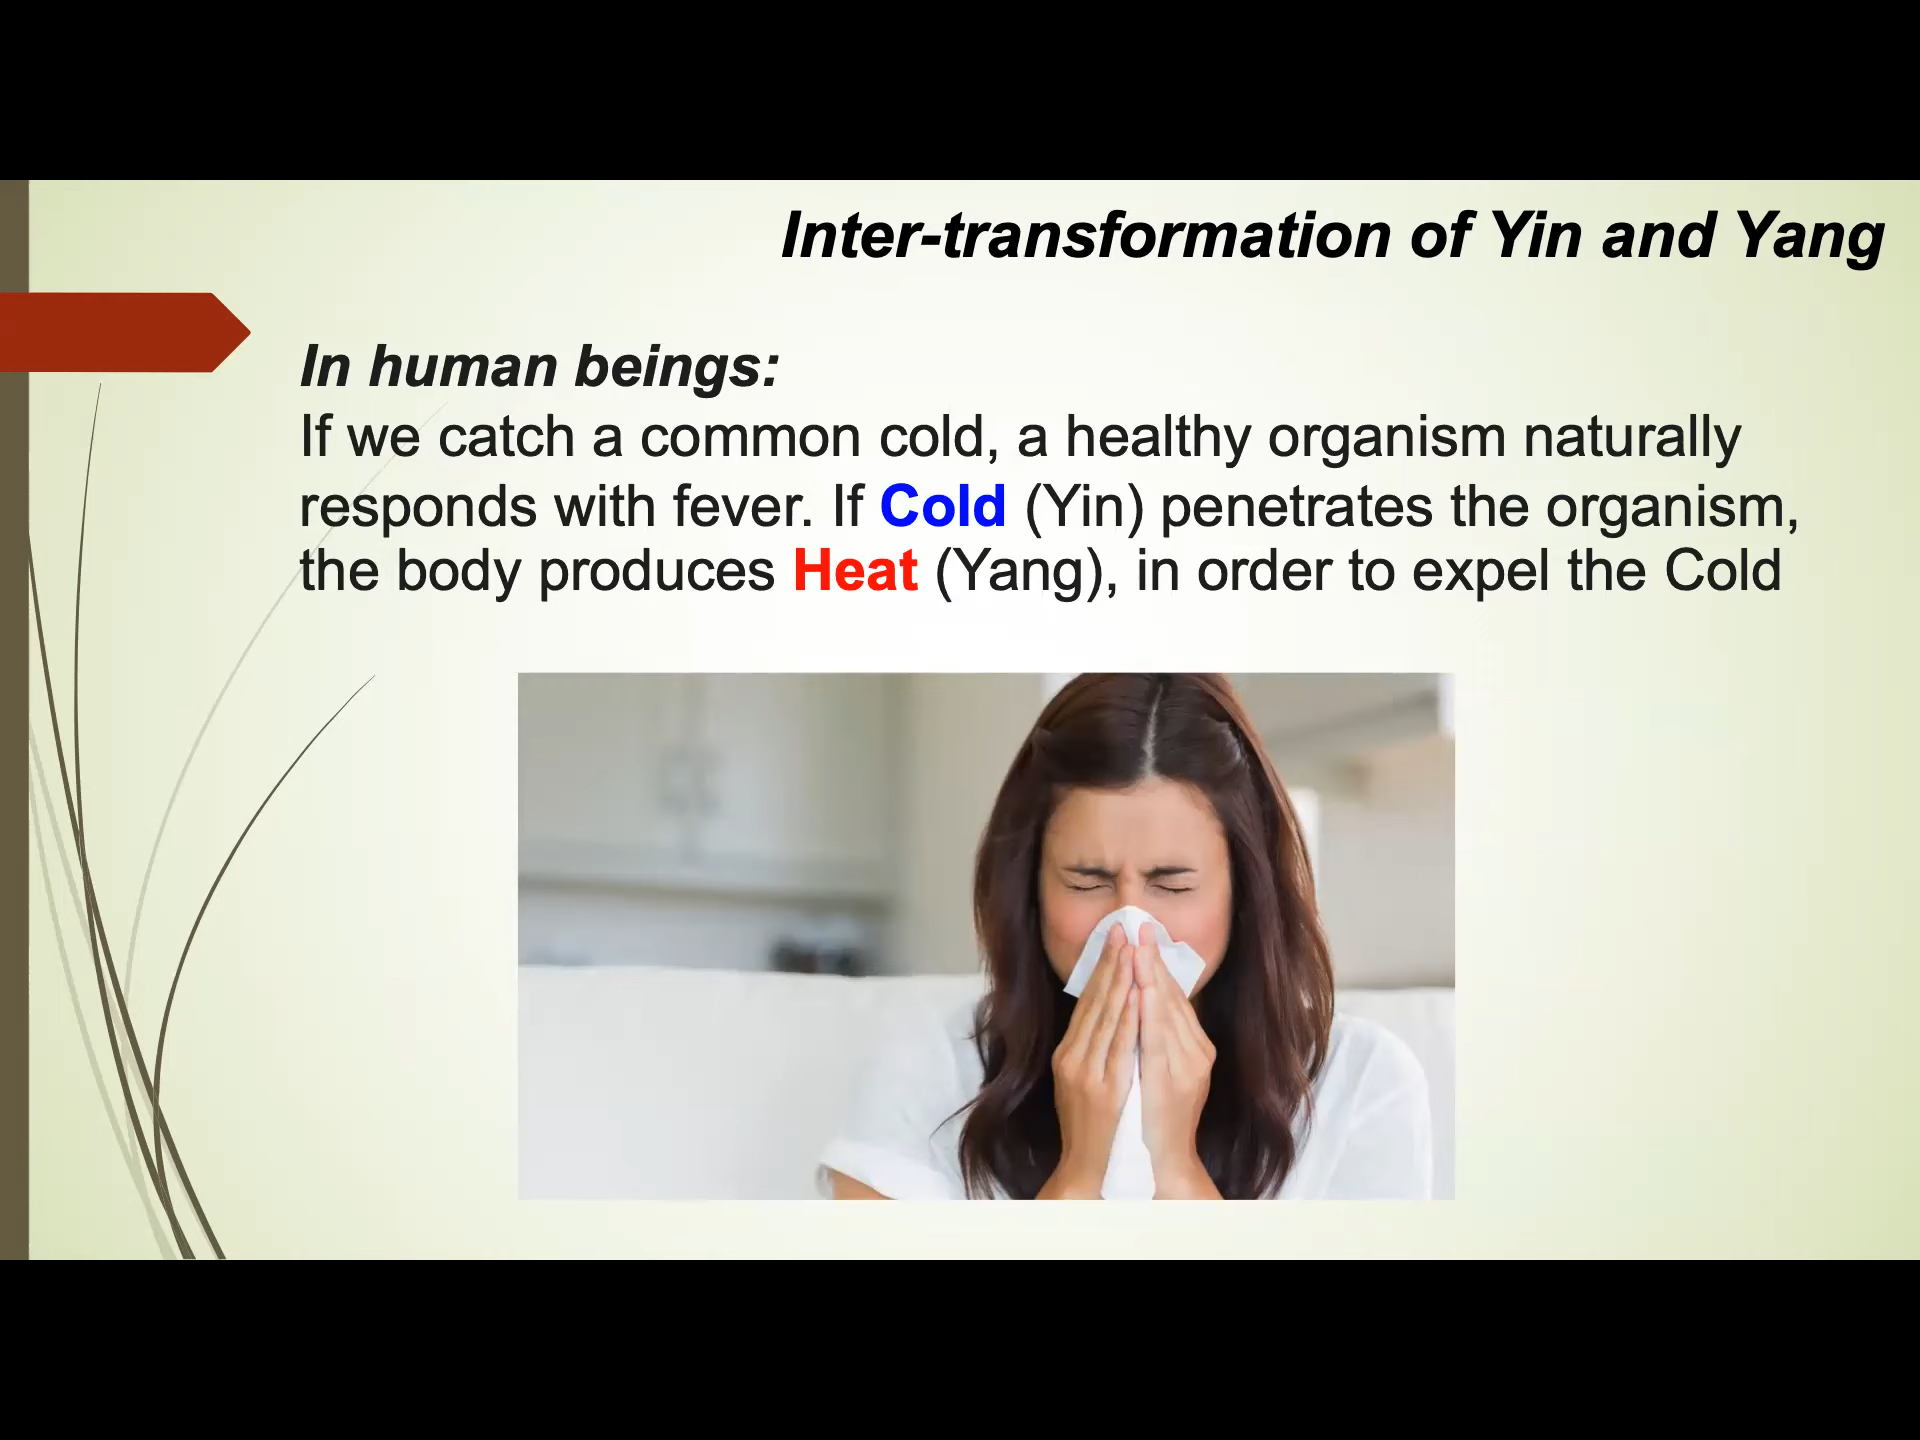 Inter-transformation of Yin and Yang
In human beings:
If we catch a common cold, a healthy organism naturally
responds with fever. If Cold (Yin) penetrates the organism,
the body produces Heat (Yang), in order to expel the Cold